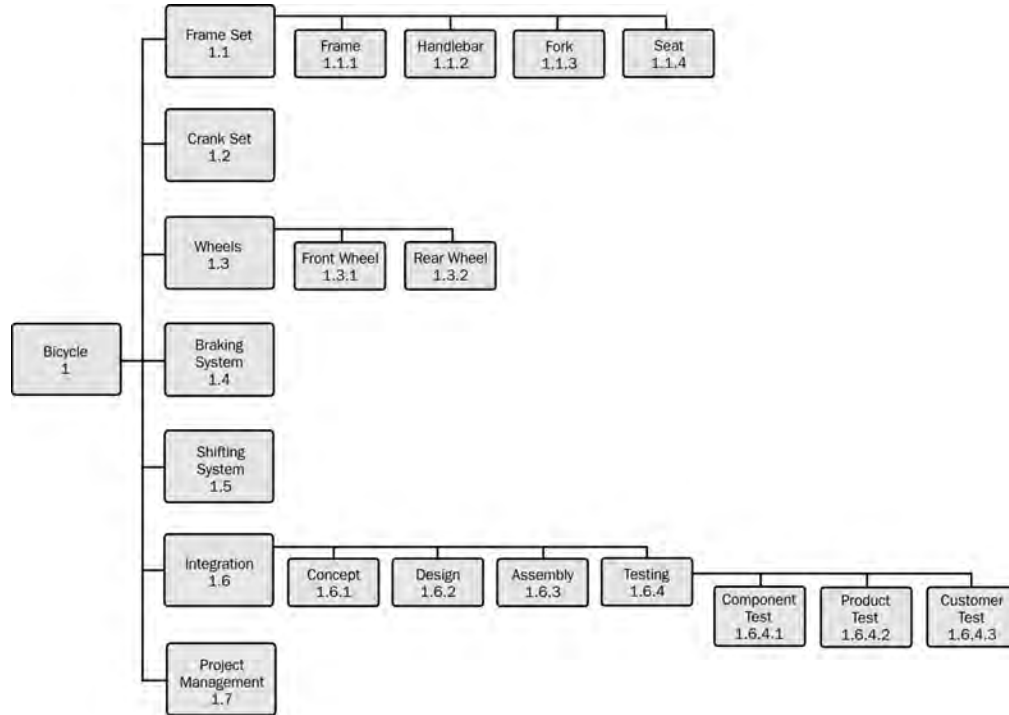 Frame Set
1.1
Frame
1.1.1
Handlebar
1.1.2
Fork
1.1.3
Seat
1.1.4
Crank Set
1.2
Wheels
1.3
Front Wheel
1.3.1
Rear Wheel
1.3.2
Bicycle
1
Braking
System
1.4
Shifting
System
1.5
Integration
1.6
Concept
1.6.1
Design
1.6.2
Assembly
1.6.3
Testing
1.6.4
Component
Test
1.6.4.1
Product
Test
1.6.4.2
Customer
Test
1.6.4.3
Project
Management
1.7